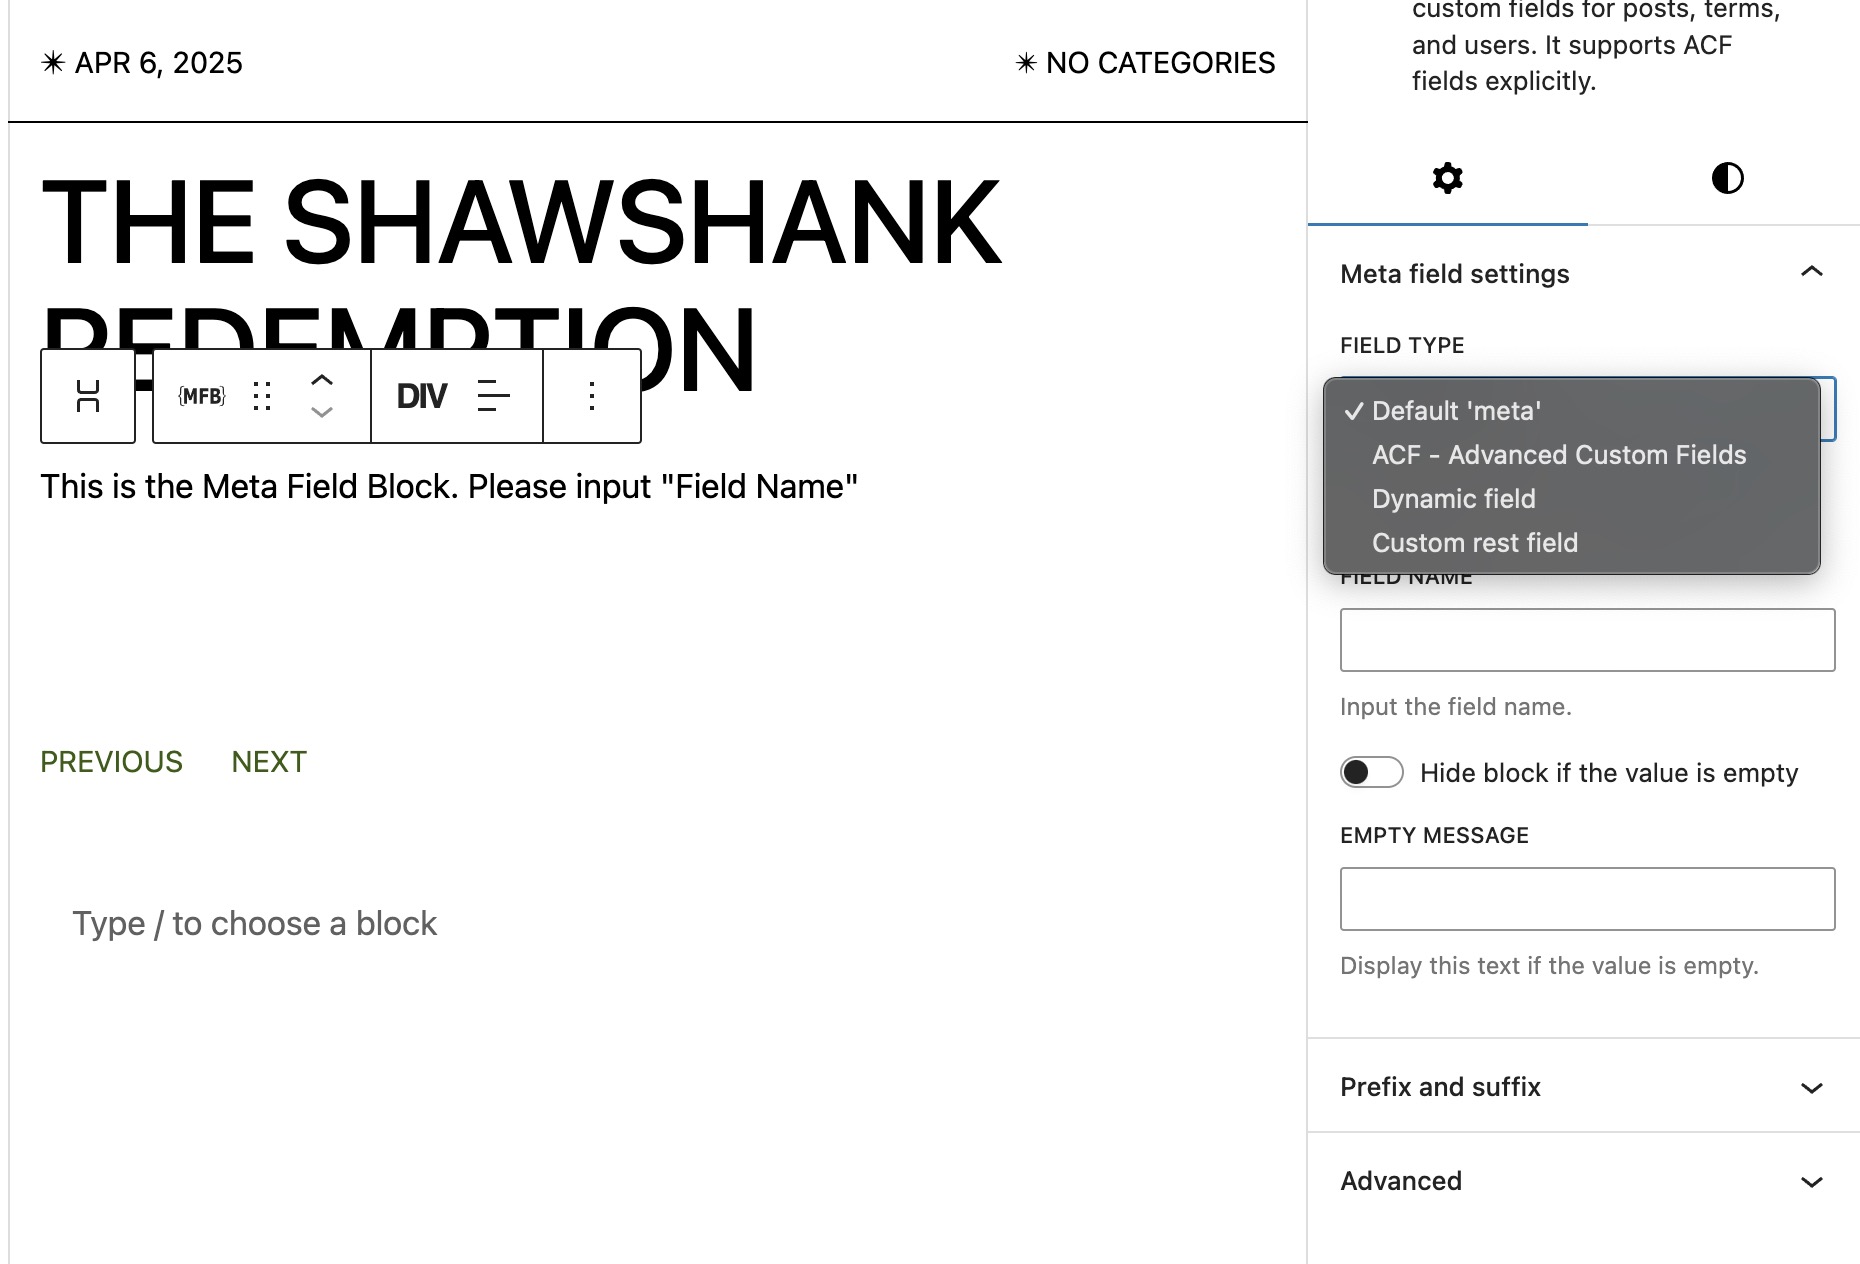 APR 6, 2025
NO CATEGORIES
THE SHAWSHANK
REDEMPTION
{MFB}
DIV
This is the Meta Field Block. Please input "Field Name"
PREVIOUS NEXT
Type / to choose a block
custom fields for posts, terms,
and users. It supports ACF
fields explicitly.
Meta field settings
FIELD TYPE
Default 'meta'
ACF - Advanced Custom Fields
Dynamic field
Custom rest field
FIELD NAME
Input the field name.
Hide block if the value is empty
EMPTY MESSAGE
Display this text if the value is empty.
Prefix and suffix
Advanced